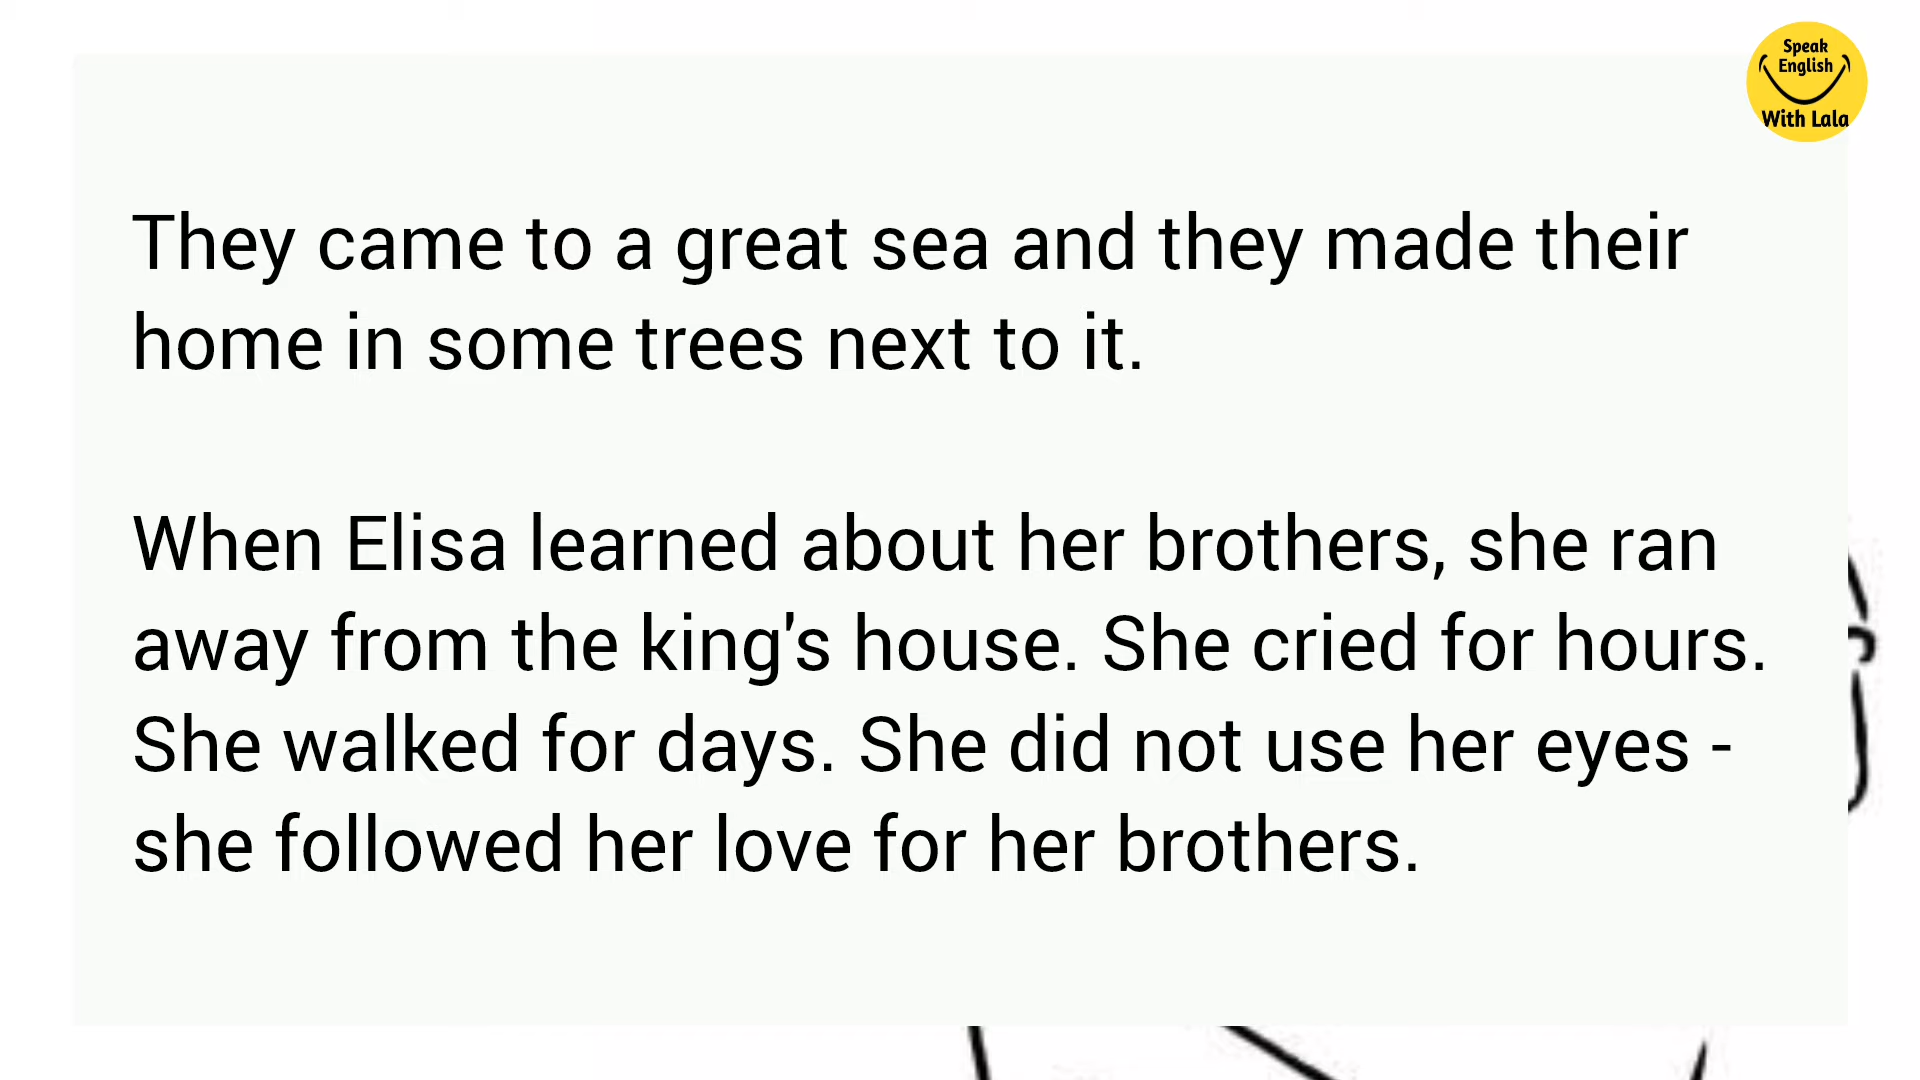 Speak
English
With Lala
They came to a great sea and they made their
home in some trees next to it.
When Elisa learned about her brothers, she ran
away from the king's house. She cried for hours.
She walked for days. She did not use her eyes -
she followed her love for her brothers.